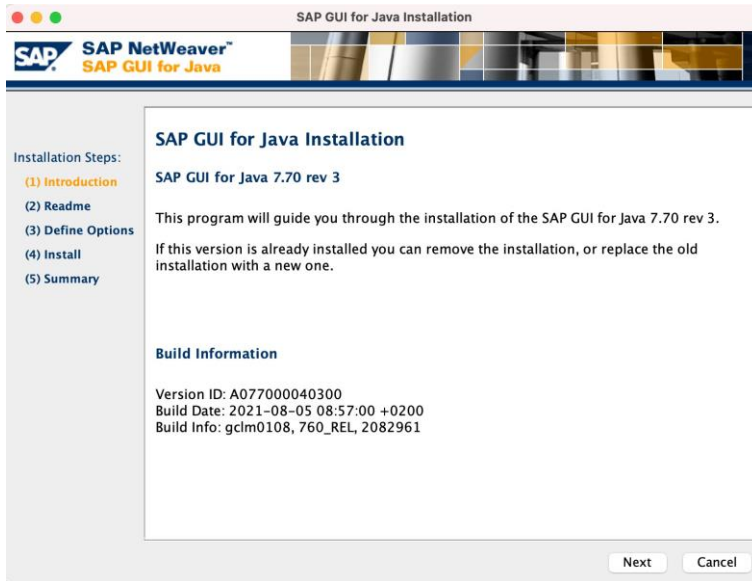 SAP GUI for Java Installation
SAP
SAP NetWeaver™
SAP GUI for Java
Installation Steps:
(1) Introduction
(2) Readme
(3) Define Options
(4) Install
(5) Summary
SAP GUI for Java Installation
SAP GUI for Java 7.70 rev 3
This program will guide you through the installation of the SAP GUI for Java 7.70 rev 3.
If this version is already installed you can remove the installation, or replace the old
installation with a new one.
Build Information
Version ID: A077000040300
Build Date: 2021-08-05 08:57:00 +0200
Build Info: gclm0108, 760_REL, 2082961
Next
Cancel